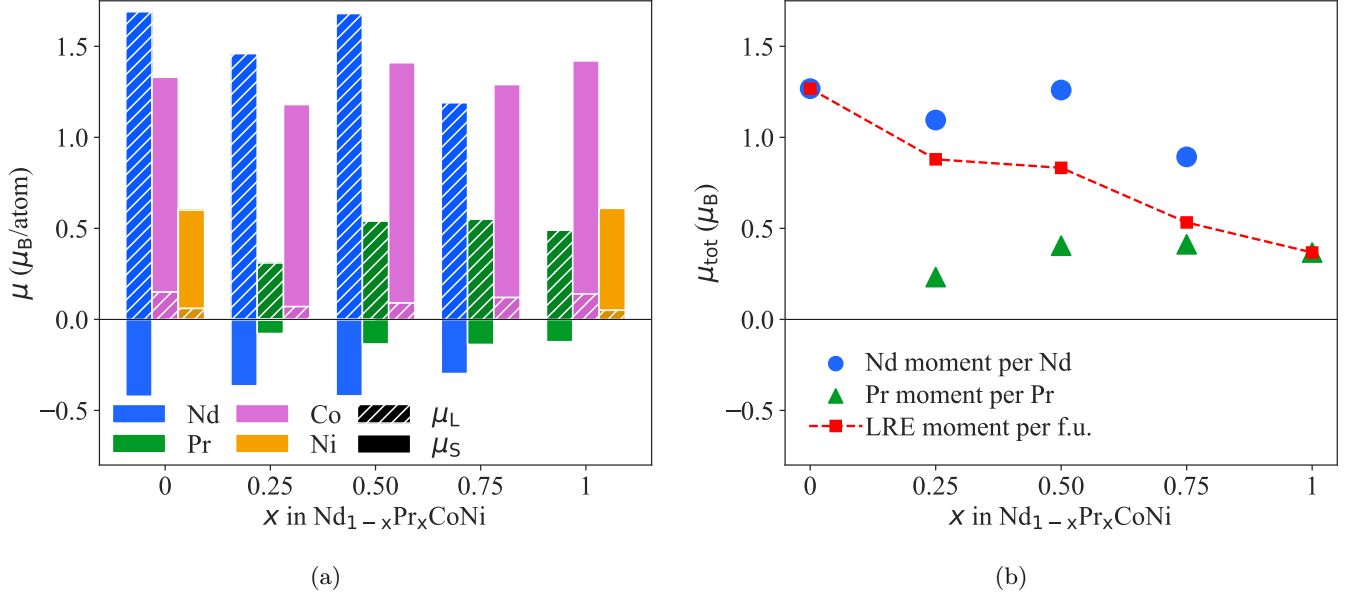 1.5
1.0
0.5
0.0
−0.5
μ (μB/atom)
Nd Co μL
Pr Ni μS
0 0.25 0.50 0.75 1
x in Nd1−xPrxCoNi
(a)
1.5
1.0
0.5
0.0
−0.5
μtot (μB)
Nd moment per Nd
Pr moment per Pr
LRE moment per f.u.
0 0.25 0.50 0.75 1
x in Nd1−xPrxCoNi
(b)